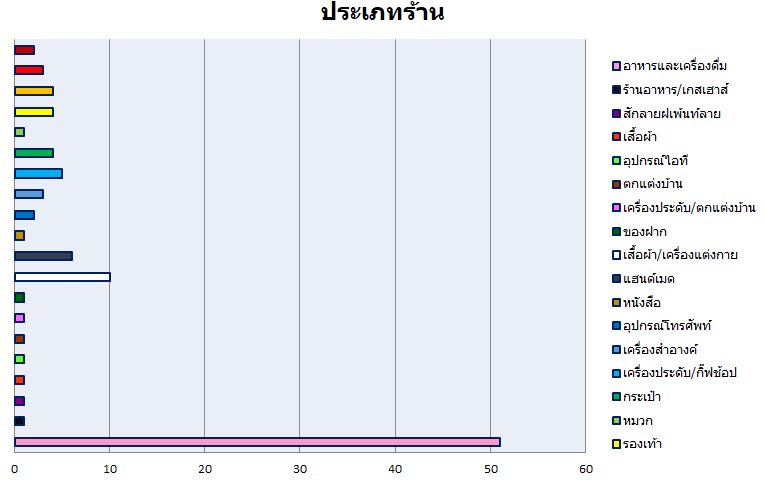 ประเภทร้าน
อาหารและเครื่องดื่ม
ร้านอาหาร/เกสเฮาส์
สักลายฝเพ้นท์ลาย
เสื้อผ้า
อุปกรณ์ไอที
ตกแต่งบ้าน
เครื่องประดับ/ตกแต่งบ้าน
ของฝาก
เสื้อผ้า/เครื่องแต่งกาย
แฮนด์เมด
หนังสือ
อุปกรณ์โทรศัพท์
เครื่องสำอางค์
เครื่องประดับ/กิ๊ฟช้อป
กระเป๋า
หมวก
รองเท้า
0 10 20 30 40 50 60